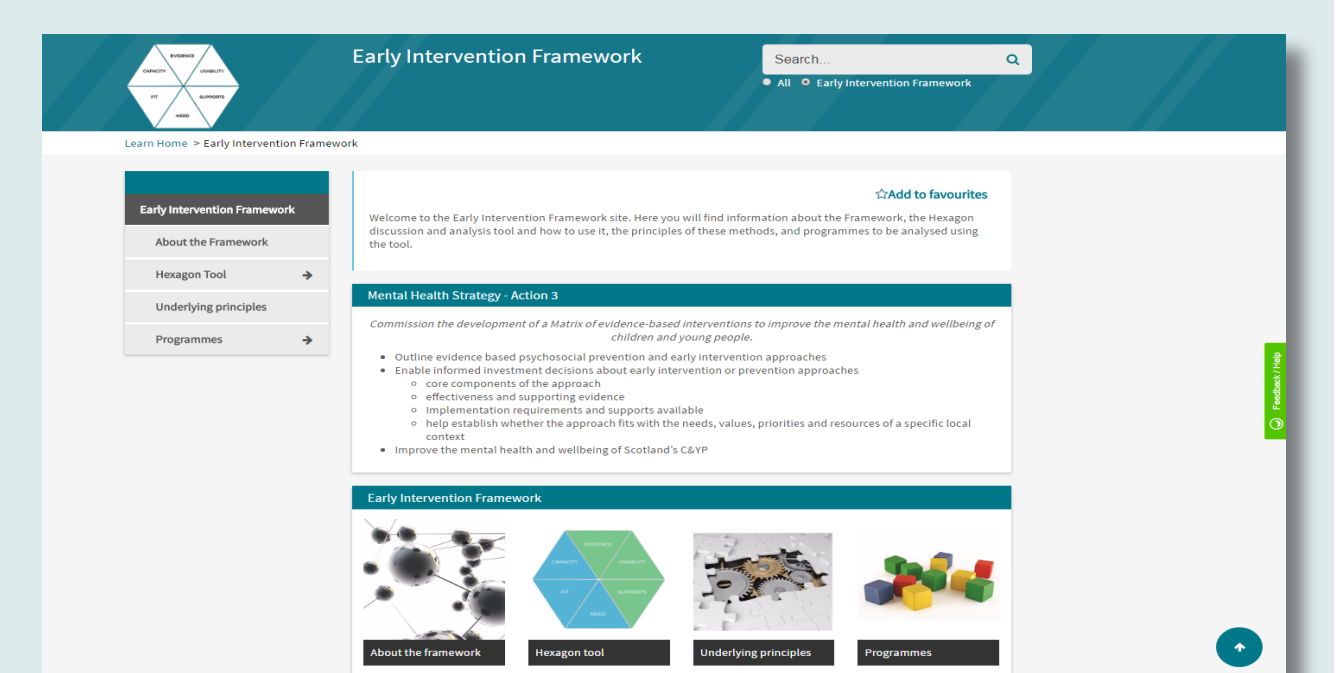 EVIDENCE
CAPACITY
USABILITY
FIT
SUPPORTS
NEED
Early Intervention Framework
Search...
All Early Intervention Framework
Learn Home > Early Intervention Framework
Early Intervention Framework
About the Framework
Hexagon Tool
Underlying principles
Programmes
Add to favourites
Welcome to the Early Intervention Framework site. Here you will find information about the Framework, the Hexagon
discussion and analysis tool and how to use it, the principles of these methods, and programmes to be analysed using
the tool.
Mental Health Strategy - Action 3
Commission the development of a Matrix of evidence-based interventions to improve the mental health and wellbeing of
children and young people.
Outline evidence based psychosocial prevention and early intervention approaches
Enable informed investment decisions about early intervention or prevention approaches
core components of the approach
effectiveness and supporting evidence
Implementation requirements and supports available
help establish whether the approach fits with the needs, values, priorities and resources of a specific local
context
Improve the mental health and wellbeing of Scotland's C&YP
Feedback / Help
Early Intervention Framework
EVIDENCE
CAPACITY
USABILITY
FIT
SUPPORTS
NEED
About the framework
Hexagon tool
Underlying principles
Programmes